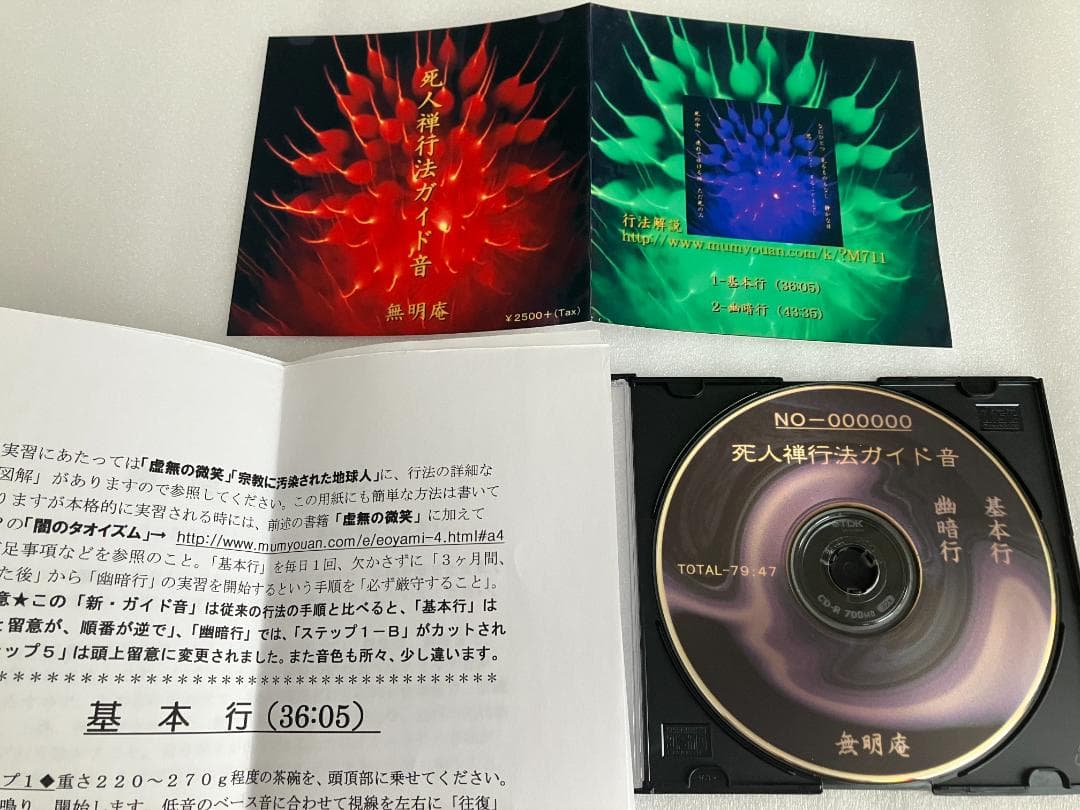 死人禅行法ガイド音
無明庵
¥2500+(Tax)
行法解説
http://www.mumyouan.com/k/?M711
1-基本行 (36:05)
2-幽暗行 (43:35)
実習にあたっては「虚無の微笑」「宗教に汚染された地球人」に、行法の詳細な
図解」がありますので参照してください。この用紙にも簡単な方法は書いて
りますが本格的に実習される時には、前述の書籍「虚無の微笑」に加えて
の「闇のタオイズム」→ http://www.mumyouan.com/e/eoyami-4.html#a4
足事項などを参照のこと。「基本行」を毎日1回、欠かさずに「3ヶ月間、
た後」から「幽暗行」の実習を開始するという手順を「必ず厳守すること」。
意★この「新・ガイド音」は従来の行法の手順と比べると、「基本行」は
と留意が、順番が逆で」、「幽暗行」では、「ステップ1-B」がカットされ
ップ5」は頭上留意に変更されました。また音色も所々、少し違います。
基 本 行 (36:05)
プ1◆重さ220～270g程度の茶碗を、頭頂部に乗せてください。
鳴り、開始します。低音のベース音に合わせて視線を左右に「往復」
NO-000000
死人禅行法ガイド音
基本行
幽暗行
TDK
TOTAL-79:47
CD-R 700MB
無明庵